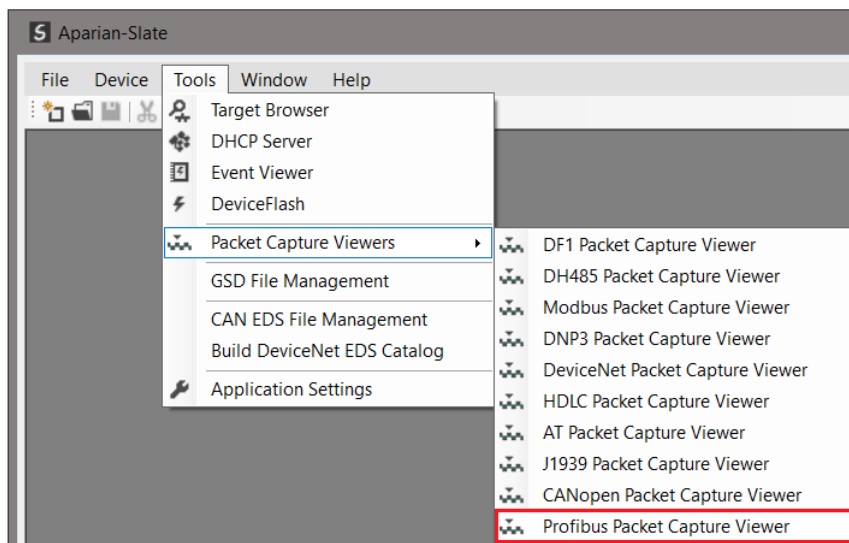 Aparian-Slate
File Device Tools Window Help
Target Browser
DHCP Server
Event Viewer
DeviceFlash
Packet Capture Viewers
GSD File Management
CAN EDS File Management
Build DeviceNet EDS Catalog
Application Settings
DF1 Packet Capture Viewer
DH485 Packet Capture Viewer
Modbus Packet Capture Viewer
DNP3 Packet Capture Viewer
DeviceNet Packet Capture Viewer
HDLC Packet Capture Viewer
AT Packet Capture Viewer
J1939 Packet Capture Viewer
CANopen Packet Capture Viewer
Profibus Packet Capture Viewer